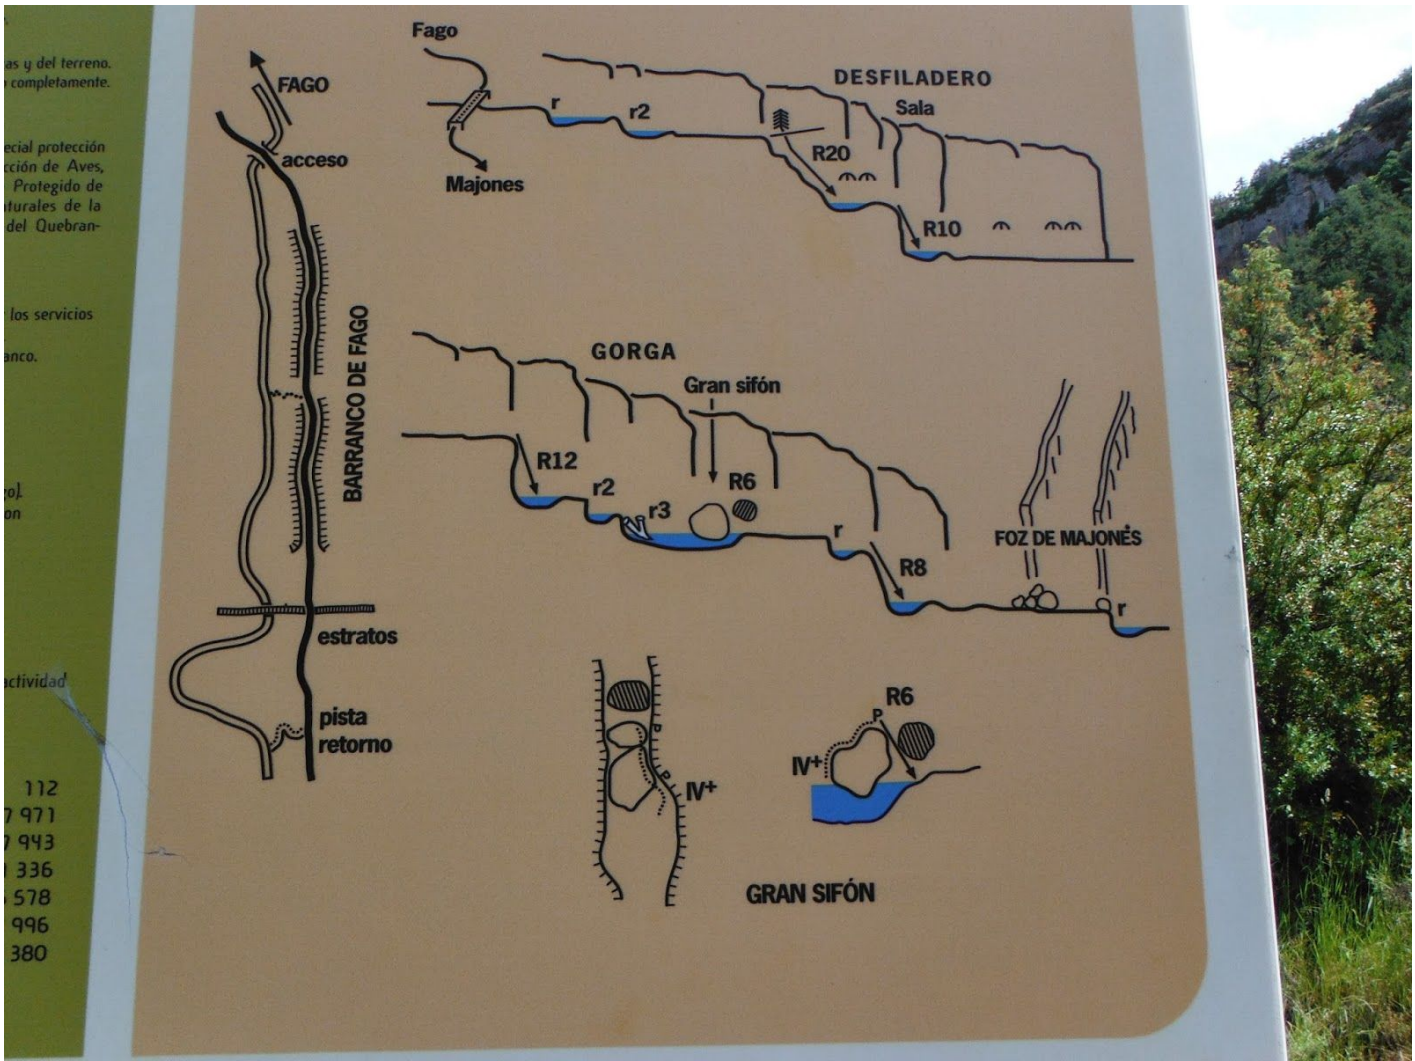 as y del terreno.
completamente.
ecial protección
cción de Aves,
Protegido de
turales de la
del Quebran-
los servicios
anco.
go).
on
actividad
112
7 971
7 943
336
578
996
380
FAGO
acceso
BARRANCO DE FAGO
estratos
pista
retorno
Fago
Majones
r
r2
DESFILADERO
Sala
R20
R10
GORGA
Gran sifón
R12
r2
r3
R6
r
R8
FOZ DE MAJONÉS
r
P
P
IV+
R6
P
IV+
GRAN SIFÓN